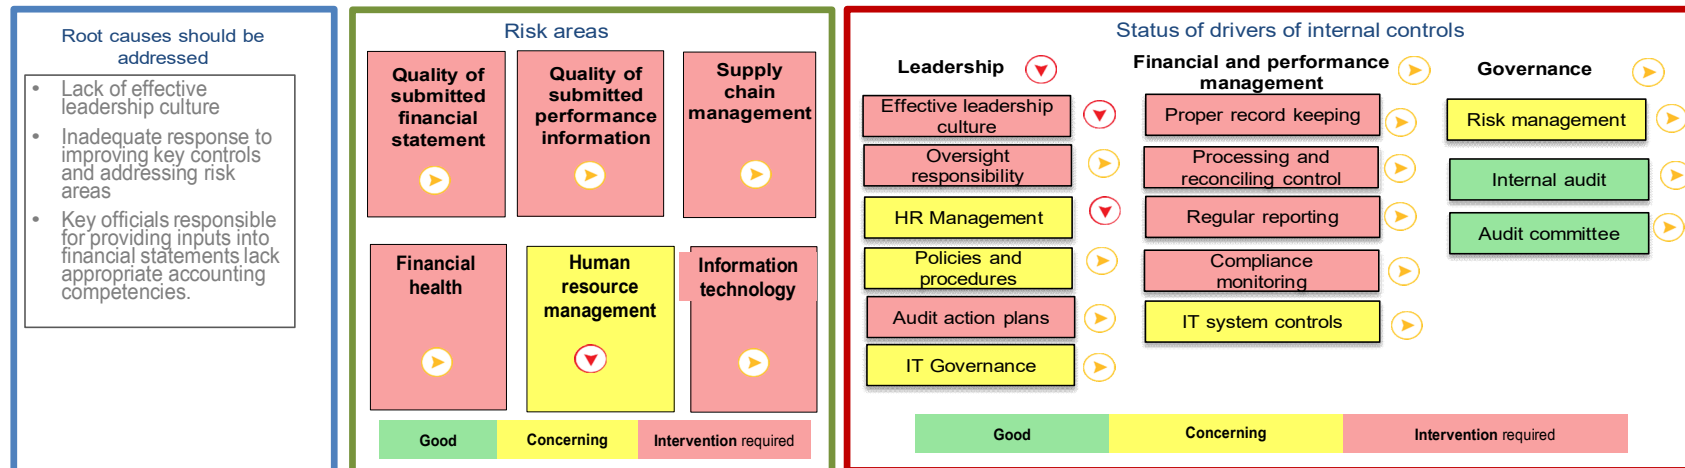 Root causes should be
addressed
• Lack of effective
leadership culture
• Inadequate response to
improving key controls
and addressing risk
areas
• Key officials responsible
for providing inputs into
financial statements lack
appropriate accounting
competencies.
Risk areas
Quality of
submitted
financial
statement
Quality of
submitted
performance
information
Supply
chain
management
Financial
health
Human
resource
management
Information
technology
Good
Concerning
Intervention required
Status of drivers of internal controls
Leadership
Effective leadership
culture
Oversight
responsibility
HR Management
Policies and
procedures
Audit action plans
IT Governance
Financial and performance
management
Proper record keeping
Processing and
reconciling control
Regular reporting
Compliance
monitoring
IT system controls
Governance
Risk management
Internal audit
Audit committee
Good
Concerning
Intervention required